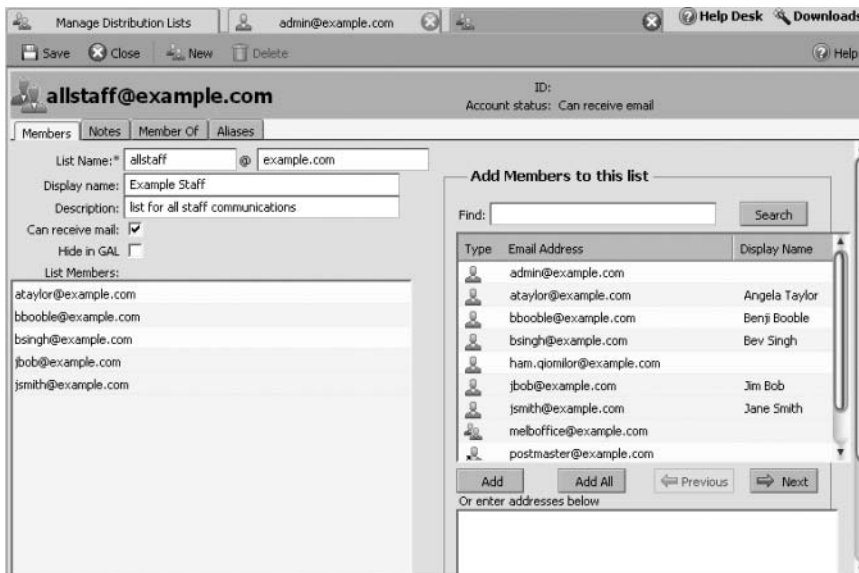 Manage Distribution Lists admin@example.com Help Desk Downloads
Save Close New Delete Help
allstaff@example.com
ID:
Account status: Can receive email
Members Notes Member Of Aliases
List Name:* allstaff @ example.com
Display name: Example Staff
Description: list for all staff communications
Can receive mail:
Hide in GAL
List Members:
ataylor@example.com
bbooble@example.com
bsingh@example.com
jbob@example.com
jsmith@example.com
Add Members to this list
Find: Search
Type Email Address Display Name
admin@example.com
ataylor@example.com Angela Taylor
bbooble@example.com Benji Booble
bsingh@example.com Bev Singh
ham.qiomilor@example.com
jbob@example.com Jim Bob
jsmith@example.com Jane Smith
melboffice@example.com
postmaster@example.com
Add Add All Previous Next
Or enter addresses below